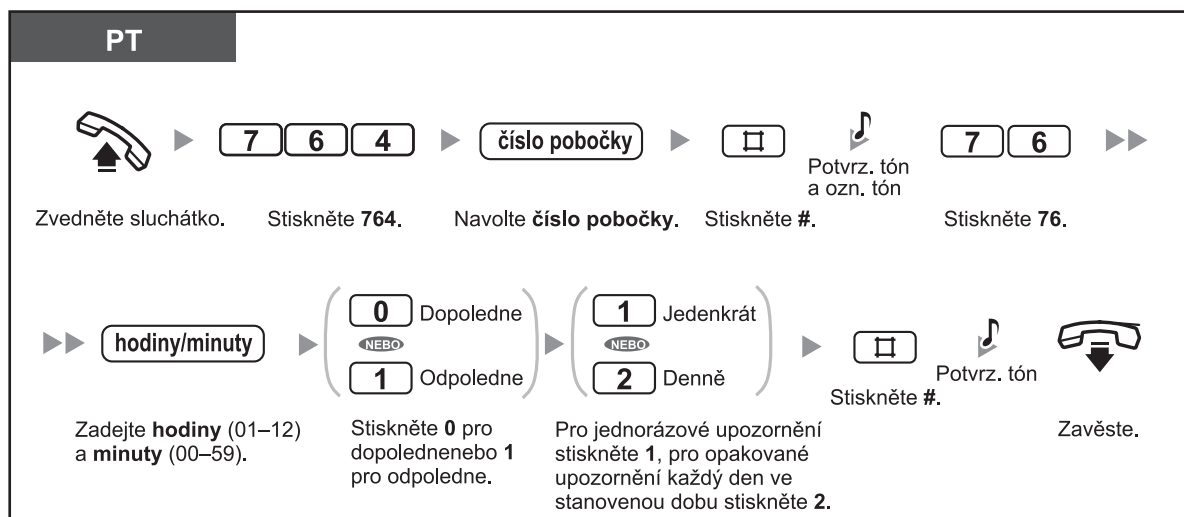 PT
7 6 4
číslo pobočky
Potvrz. tón
a ozn. tón
7 6
Zvedněte sluchátko.
Stiskněte 764.
Navolte číslo pobočky.
Stiskněte #.
Stiskněte 76.
hodiny/minuty
0 Dopoledne
NEBO
1 Odpoledne
1 Jedenkrát
NEBO
2 Denně
Stiskněte #.
Potvrz. tón
Zadejte hodiny (01–12)
a minuty (00–59).
Stiskněte 0 pro
dopolednenebo 1
pro odpoledne.
Pro jednorázové upozornění
stiskněte 1, pro opakované
upozornění každý den ve
stanovenou dobu stiskněte 2.
Zavěste.